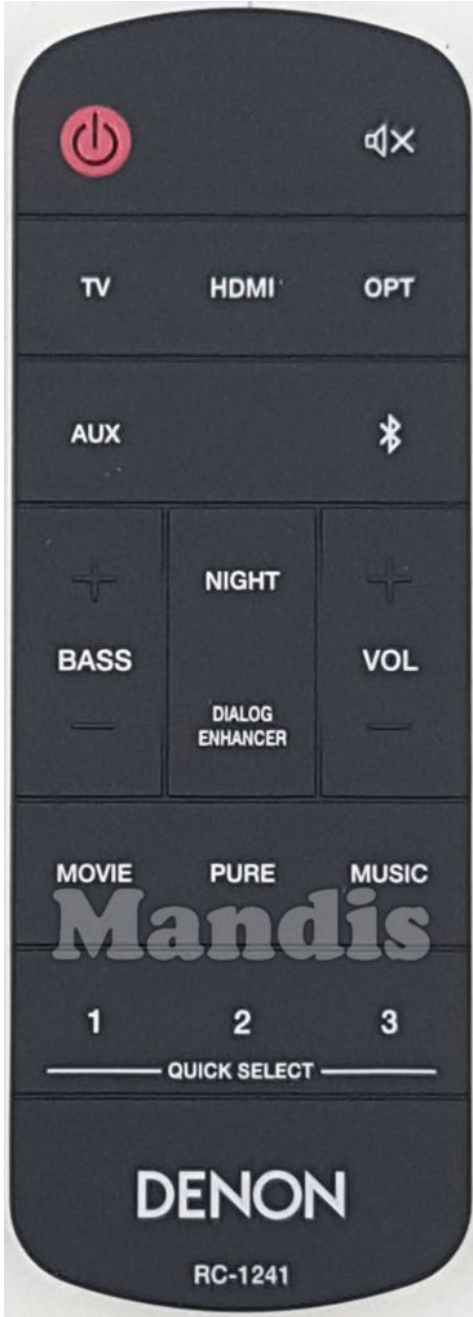 TV HDMI OPT
AUX
NIGHT
BASS VOL
DIALOG
ENHANCER
MOVIE PURE MUSIC
Mandis
1 2 3
QUICK SELECT
DENON
RC-1241